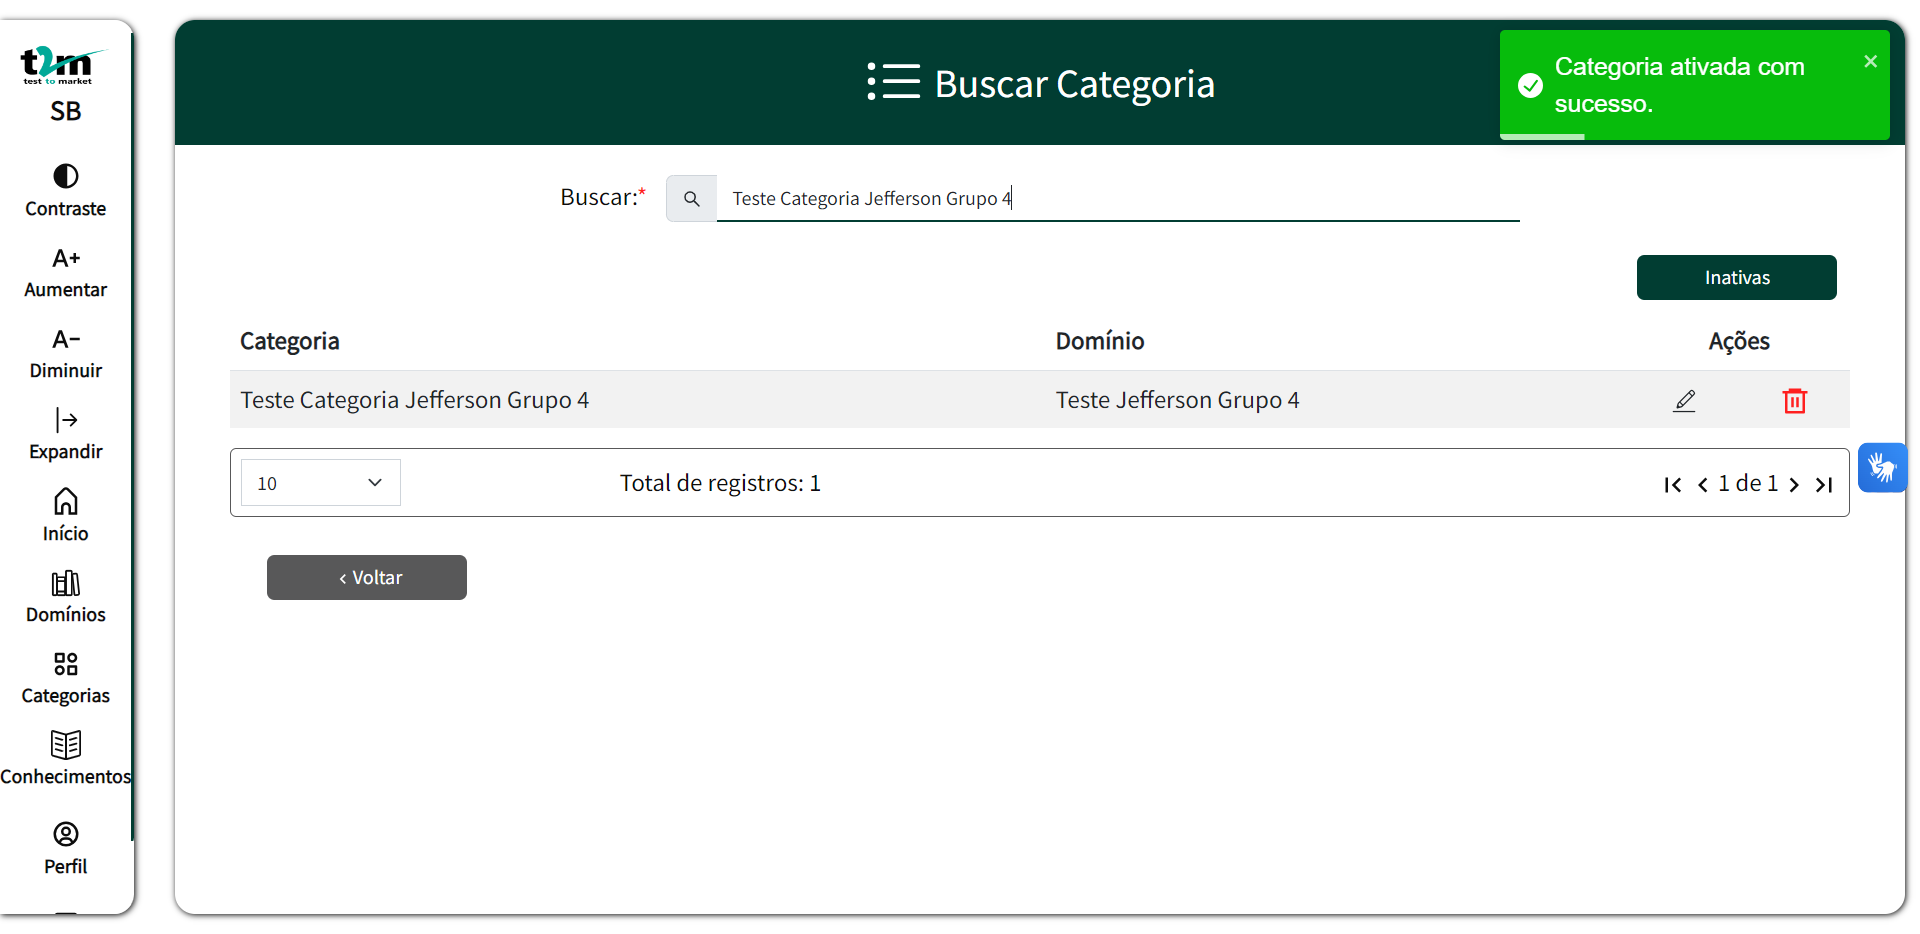 t2m
test to market
SB
Contraste
A+
Aumentar
A-
Diminuir
Expandir
Início
Domínios
Categorias
Conhecimentos
Perfil
Buscar Categoria
Categoria ativada com
sucesso.
Buscar:*
Teste Categoria Jefferson Grupo 4
Inativas
Categoria Domínio Ações
Teste Categoria Jefferson Grupo 4 Teste Jefferson Grupo 4
10 Total de registros: 1 1 de 1
‹ Voltar